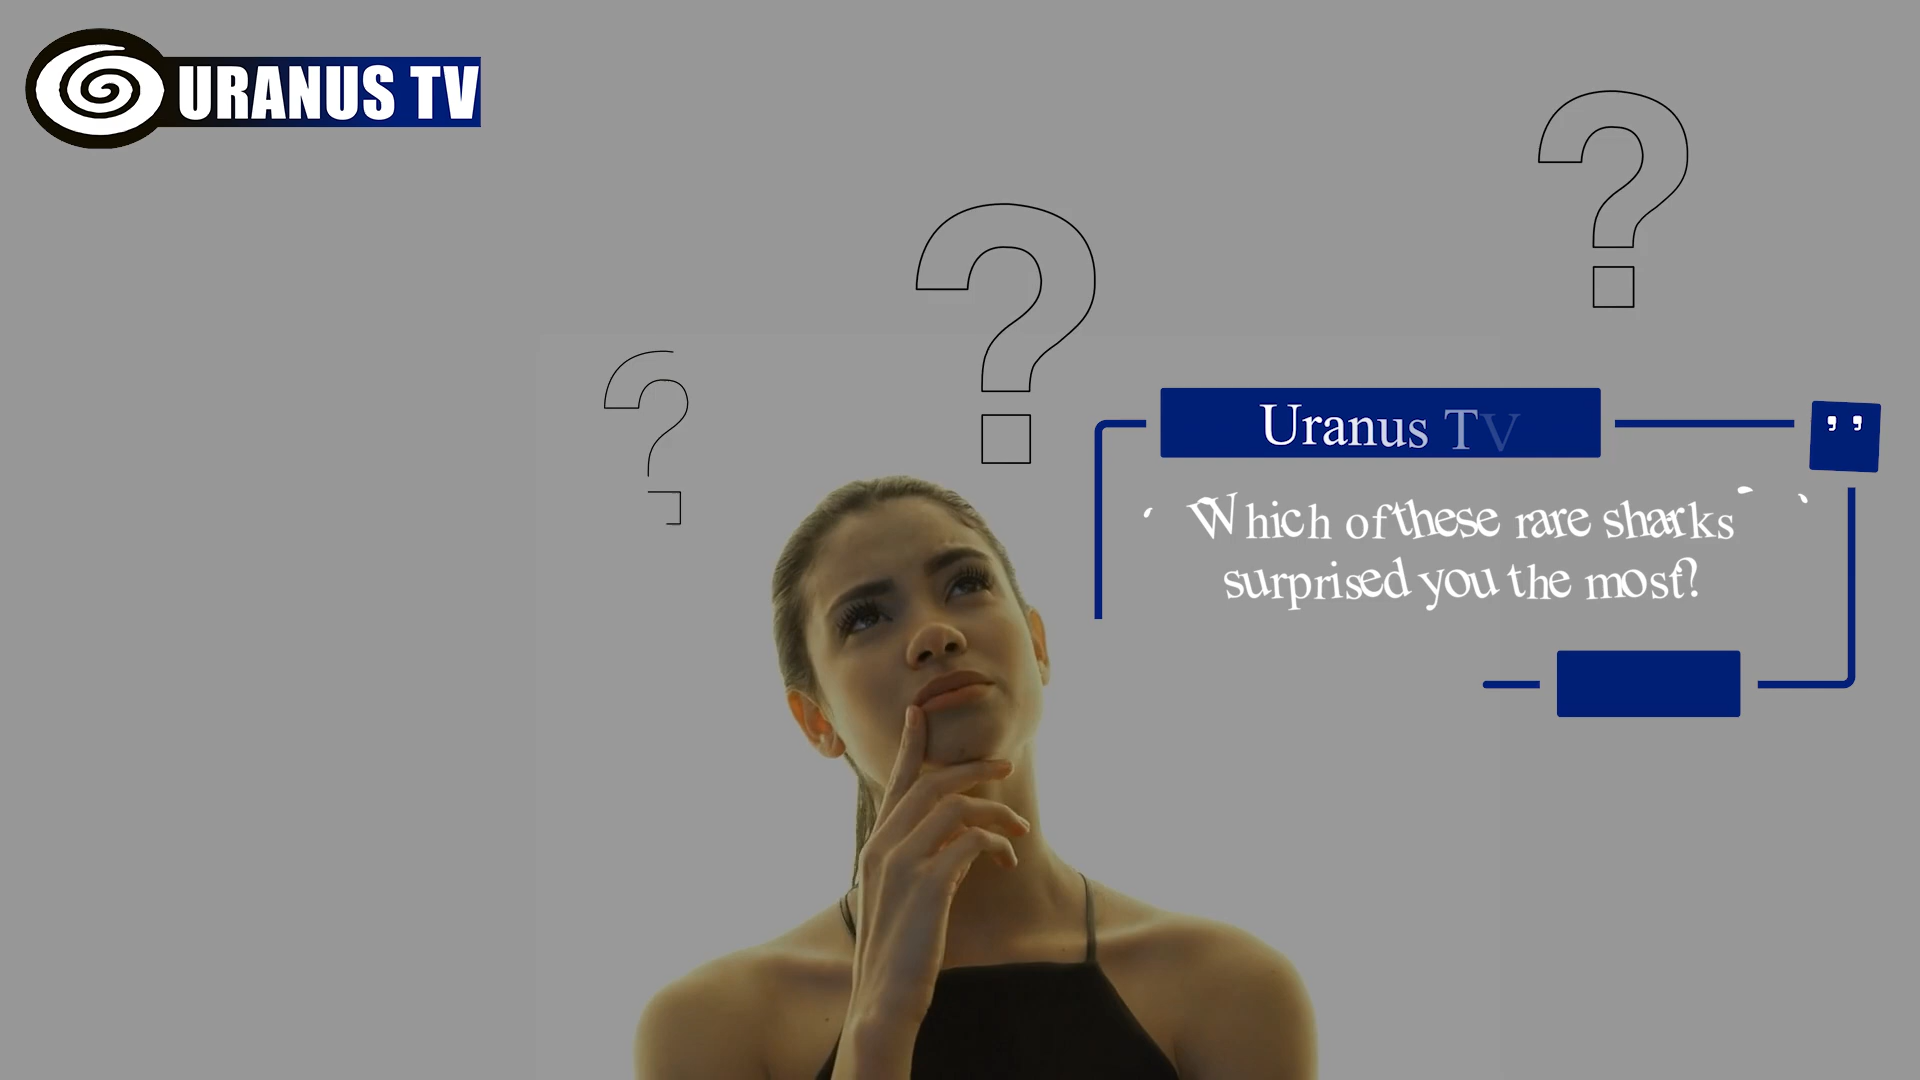 URANUS TV
Uranus TV
"
Which of these rare sharks
surprised you the most?